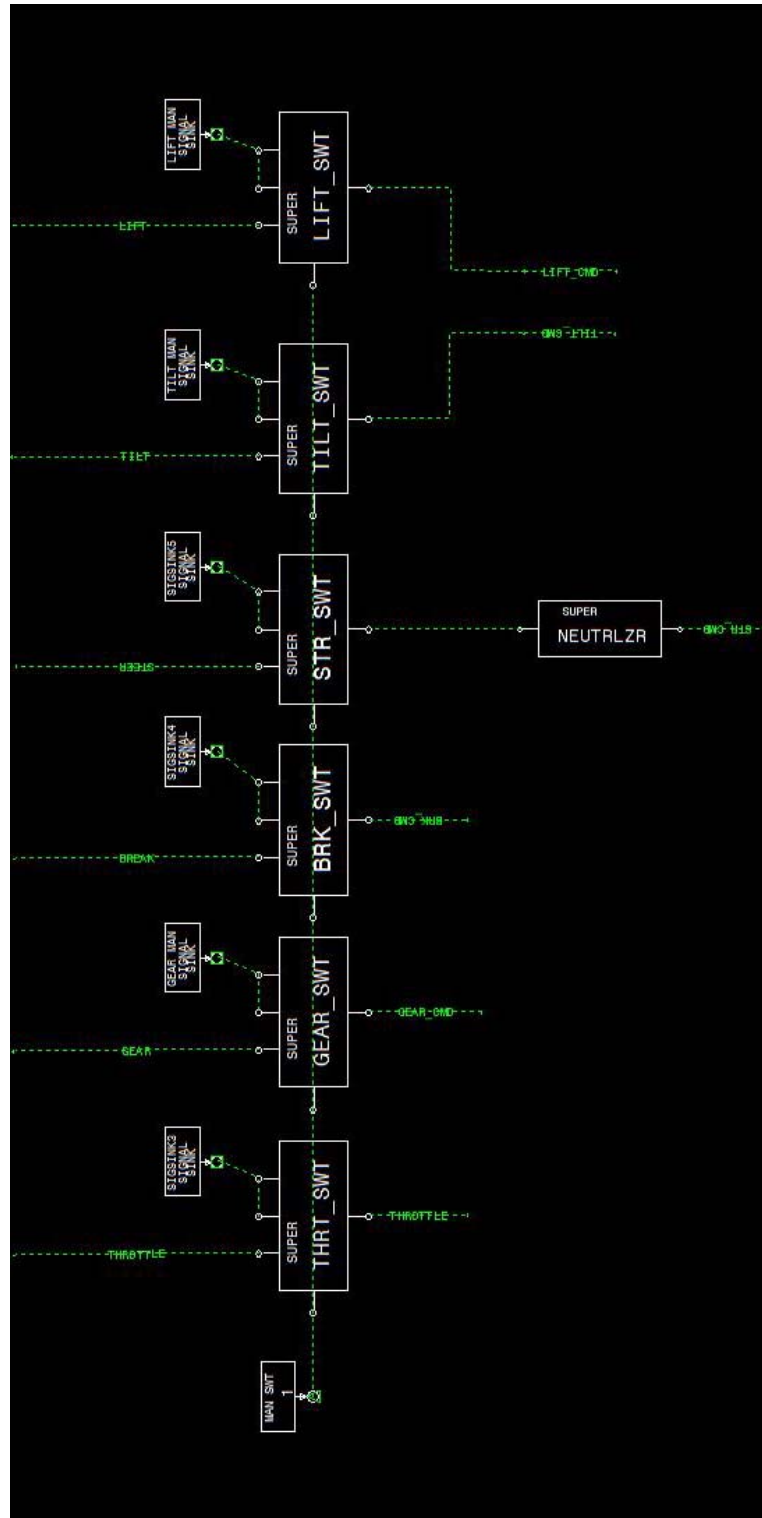 LIFT MAN
SIGNAL
SINK
SUPER
LIFT_SWT
LIFT
LIFT_CMD
TILT MAN
SIGNAL
SINK
SUPER
TILT_SWT
TILT_CMD
TILT
SIGSINK5
SIGNAL
SINK
SUPER
STR_SWT
SUPER
NEUTRLZR
STR_CMD
STEER
SIGSINK4
SIGNAL
SINK
SUPER
BRK_SWT
BRK_CMD
BREAK
GEAR MAN
SIGNAL
SINK
SUPER
GEAR_SWT
GEAR_CMD
GEAR
SIGSINK3
SIGNAL
SINK
SUPER
THRT_SWT
THROTTLE
THROTTLE
MAN SWT
1